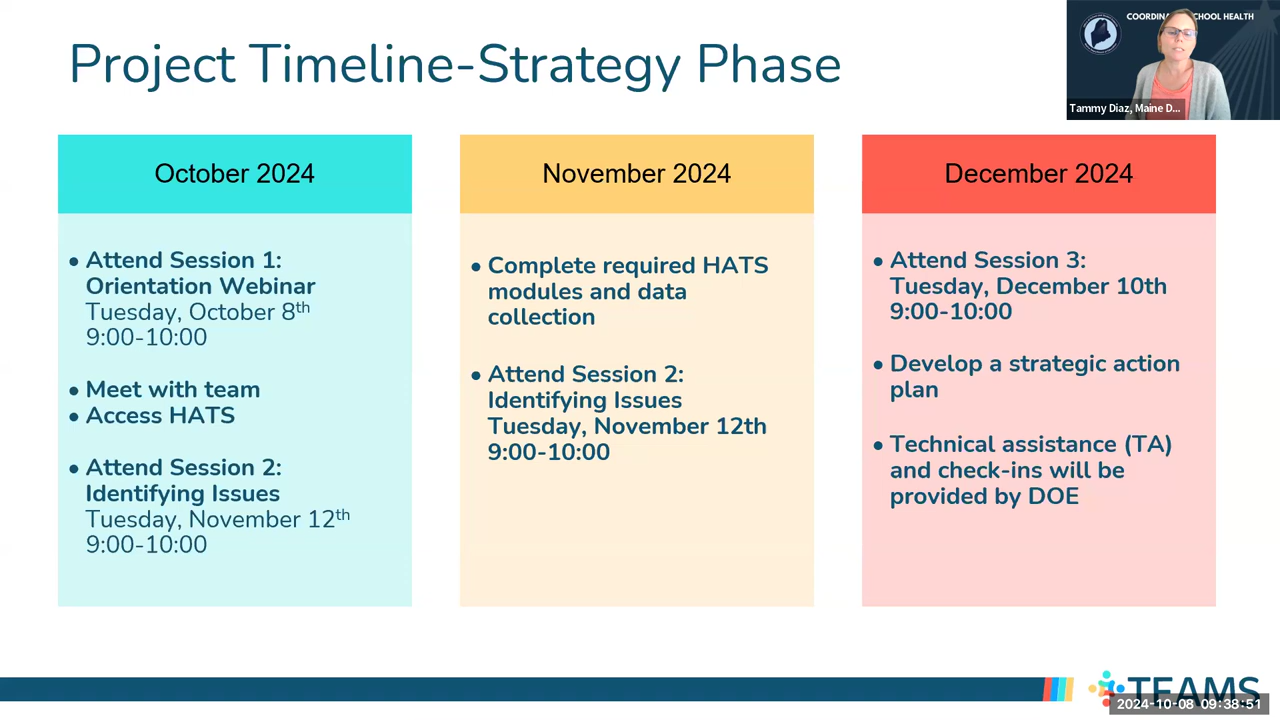 Project Timeline-Strategy Phase
COORDINA SCHOOL HEALTH
Tammy Diaz, Maine D...
October 2024
• Attend Session 1:
Orientation Webinar
Tuesday, October 8th
9:00-10:00
• Meet with team
• Access HATS
• Attend Session 2:
Identifying Issues
Tuesday, November 12th
9:00-10:00
November 2024
• Complete required HATS
modules and data
collection
• Attend Session 2:
Identifying Issues
Tuesday, November 12th
9:00-10:00
December 2024
• Attend Session 3:
Tuesday, December 10th
9:00-10:00
• Develop a strategic action
plan
• Technical assistance (TA)
and check-ins will be
provided by DOE
TEAMS
2024-10-08 09:38:51